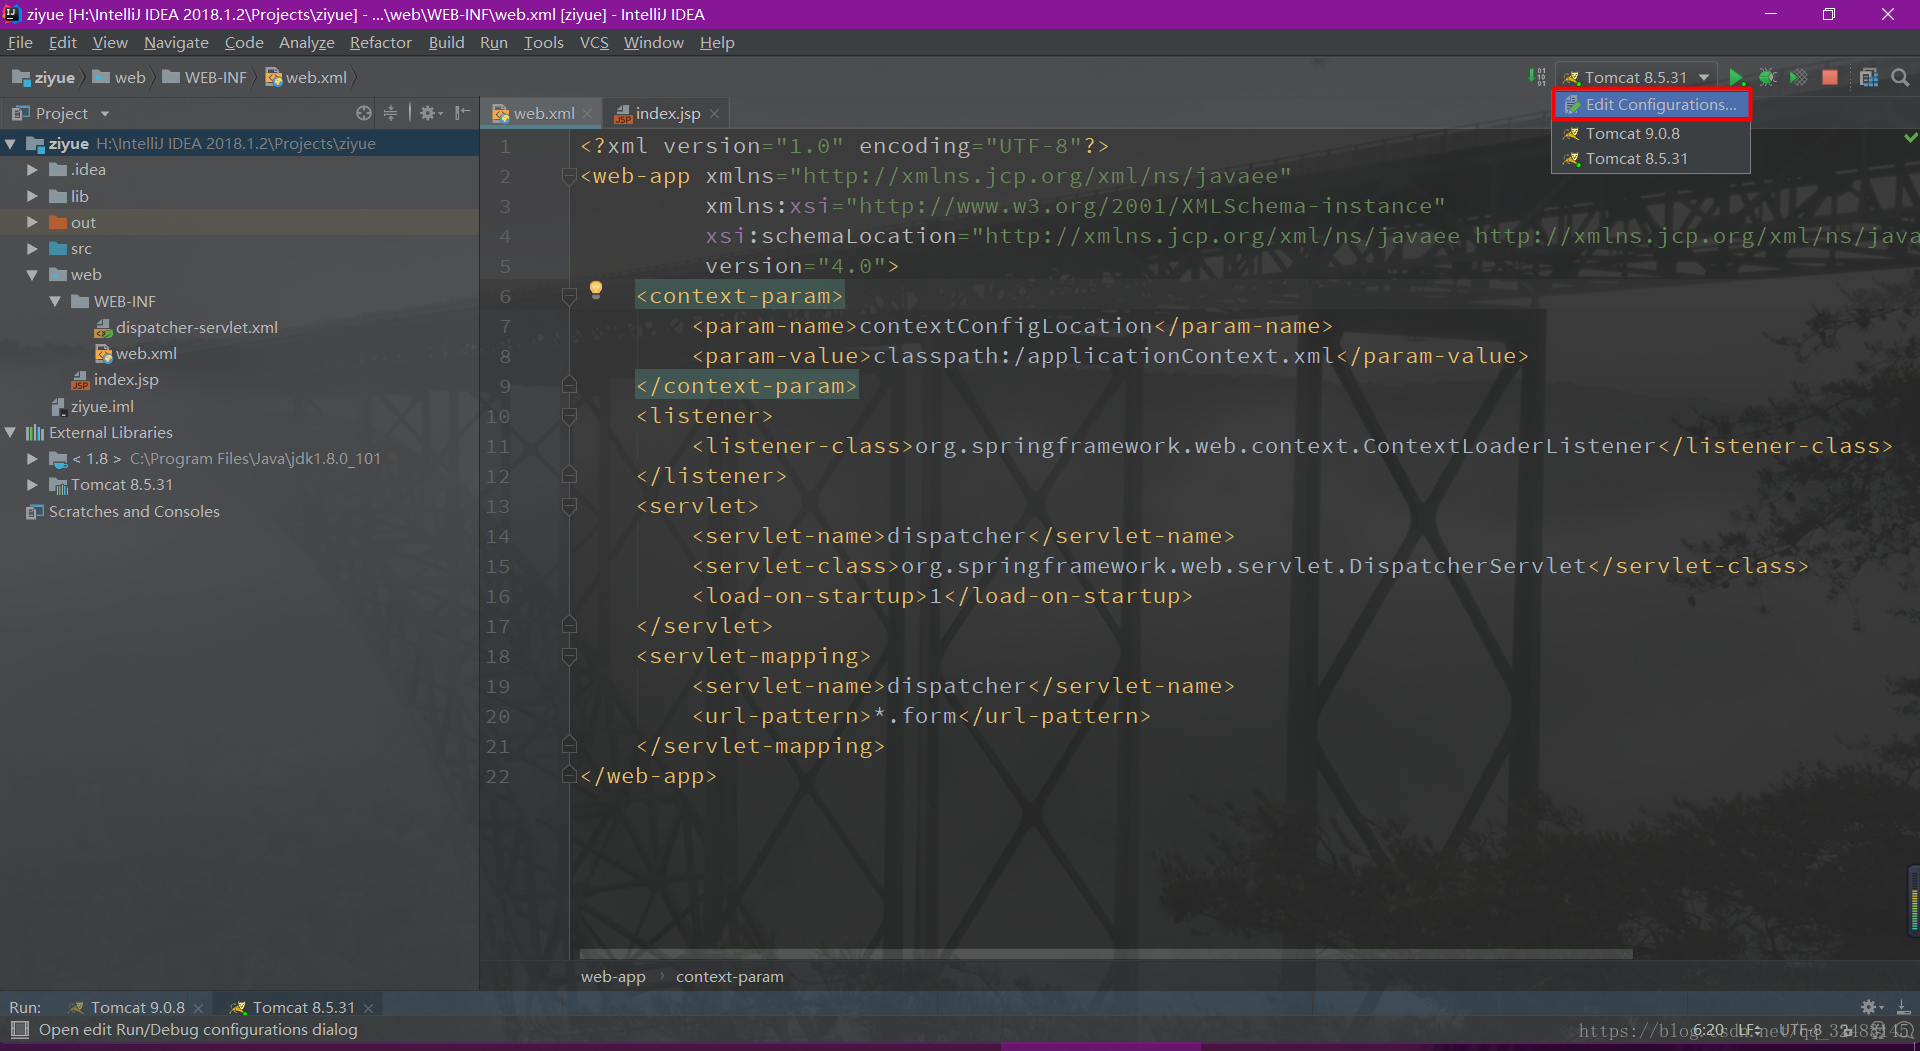 ziyue [H:\IntelliJ IDEA 2018.1.2\Projects\ziyue] - ...\web\WEB-INF\web.xml [ziyue] - IntelliJ IDEA
File Edit View Navigate Code Analyze Refactor Build Run Tools VCS Window Help
ziyue web WEB-INF web.xml Tomcat 8.5.31
Project web.xml index.jsp
Edit Configurations...
Tomcat 9.0.8
Tomcat 8.5.31
ziyue H:\IntelliJ IDEA 2018.1.2\Projects\ziyue
.idea
lib
out
src
web
WEB-INF
dispatcher-servlet.xml
web.xml
index.jsp
ziyue.iml
External Libraries
< 1.8 > C:\Program Files\Java\jdk1.8.0_101
Tomcat 8.5.31
Scratches and Consoles
1 <?xml version="1.0" encoding="UTF-8"?>
2 <web-app xmlns="http://xmlns.jcp.org/xml/ns/javaee"
3 xmlns:xsi="http://www.w3.org/2001/XMLSchema-instance"
4 xsi:schemaLocation="http://xmlns.jcp.org/xml/ns/javaee http://xmlns.jcp.org/xml/ns/java
5 version="4.0">
6 <context-param>
7 <param-name>contextConfigLocation</param-name>
8 <param-value>classpath:/applicationContext.xml</param-value>
9 </context-param>
10 <listener>
11 <listener-class>org.springframework.web.context.ContextLoaderListener</listener-class>
12 </listener>
13 <servlet>
14 <servlet-name>dispatcher</servlet-name>
15 <servlet-class>org.springframework.web.servlet.DispatcherServlet</servlet-class>
16 <load-on-startup>1</load-on-startup>
17 </servlet>
18 <servlet-mapping>
19 <servlet-name>dispatcher</servlet-name>
20 <url-pattern>*.form</url-pattern>
21 </servlet-mapping>
22 </web-app>
web-app context-param
Run: Tomcat 9.0.8 Tomcat 8.5.31
Open edit Run/Debug configurations dialog
6:20 LF: UTF-8